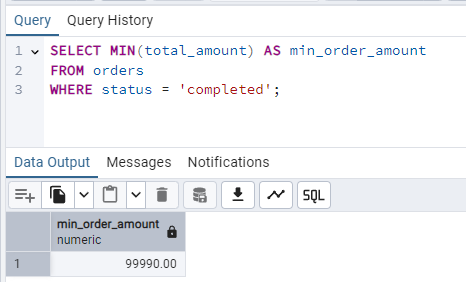 Query Query History
1 SELECT MIN(total_amount) AS min_order_amount
2 FROM orders
3 WHERE status = 'completed';
Data Output Messages Notifications
SQL
min_order_amount
numeric
1 99990.00